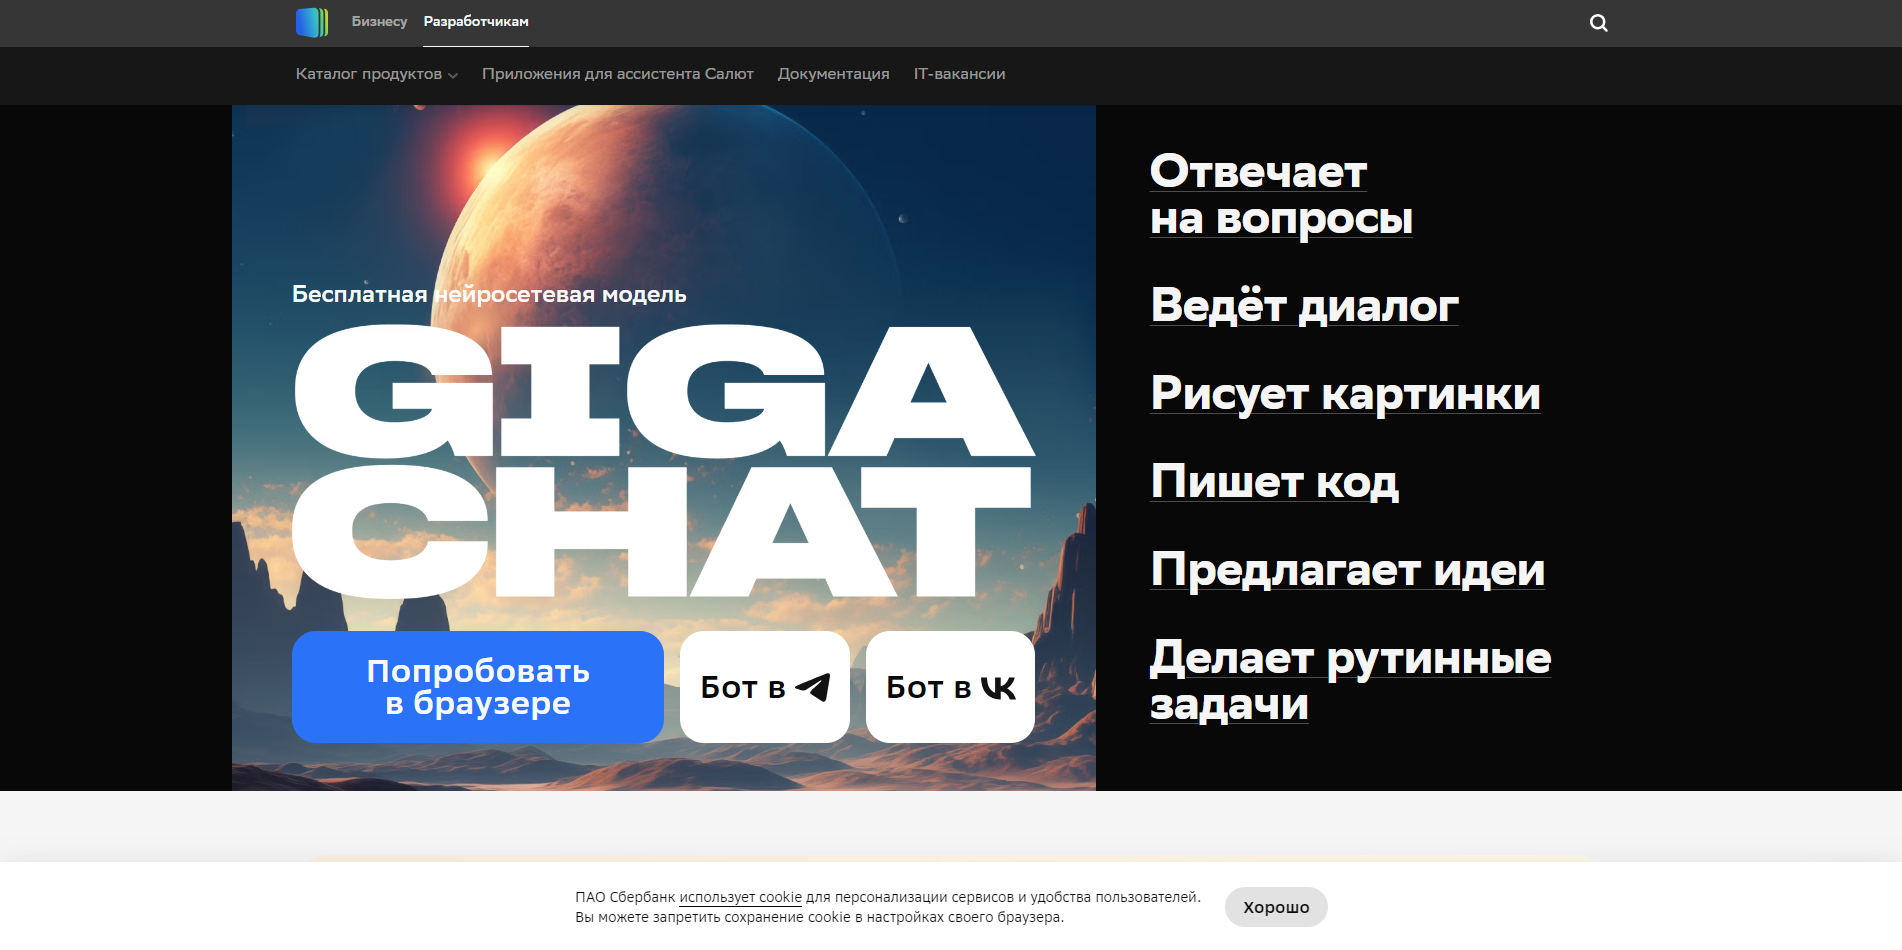 Бизнесу Разработчикам
Каталог продуктов Приложения для ассистента Салют Документация IT-вакансии
Бесплатная нейросетевая модель
GIGA
CHAT
Попробовать
в браузере
Бот в
Бот в
Отвечает
на вопросы
Ведёт диалог
Рисует картинки
Пишет код
Предлагает идеи
Делает рутинные
задачи
ПАО Сбербанк использует cookie для персонализации сервисов и удобства пользователей.
Вы можете запретить сохранение cookie в настройках своего браузера.
Хорошо